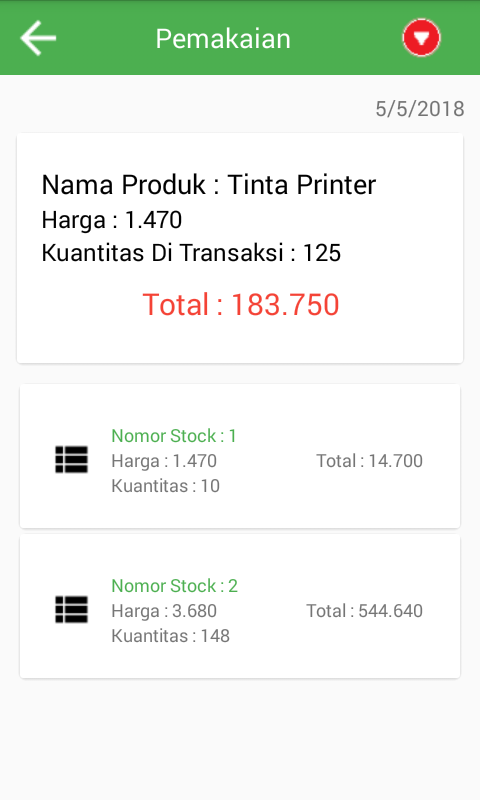 Pemakaian
5/5/2018
Nama Produk : Tinta Printer
Harga : 1.470
Kuantitas Di Transaksi : 125
Total : 183.750
Nomor Stock : 1
Harga : 1.470
Total : 14.700
Kuantitas : 10
Nomor Stock : 2
Harga : 3.680
Total : 544.640
Kuantitas : 148